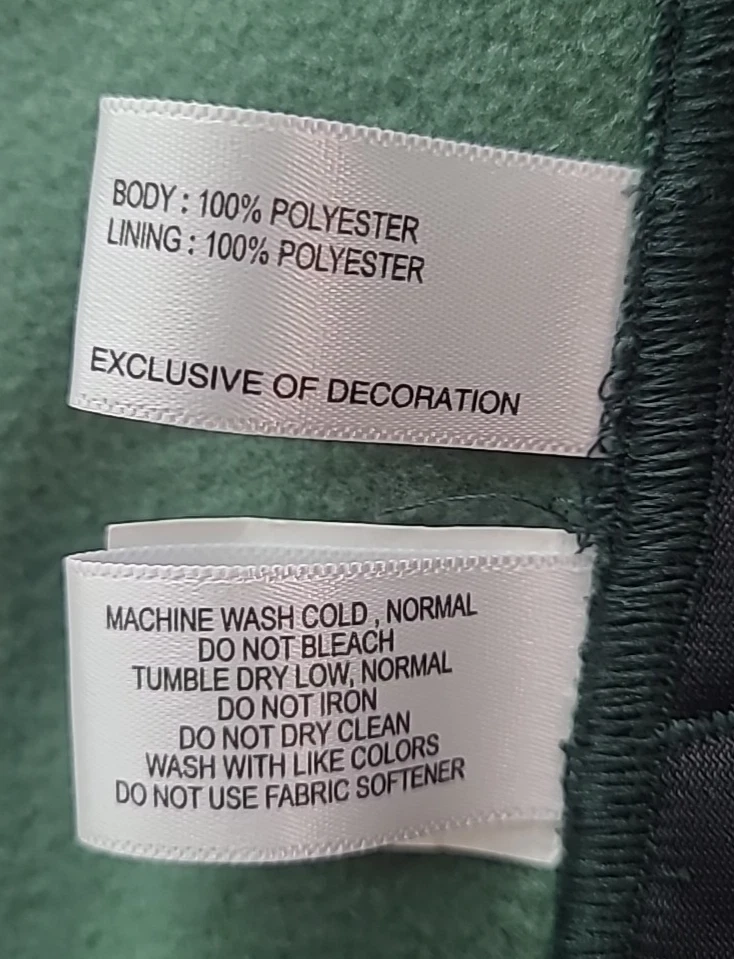 BODY : 100% POLYESTER
LINING : 100% POLYESTER
EXCLUSIVE OF DECORATION
MACHINE WASH COLD , NORMAL
DO NOT BLEACH
TUMBLE DRY LOW, NORMAL
DO NOT IRON
DO NOT DRY CLEAN
WASH WITH LIKE COLORS
DO NOT USE FABRIC SOFTENER